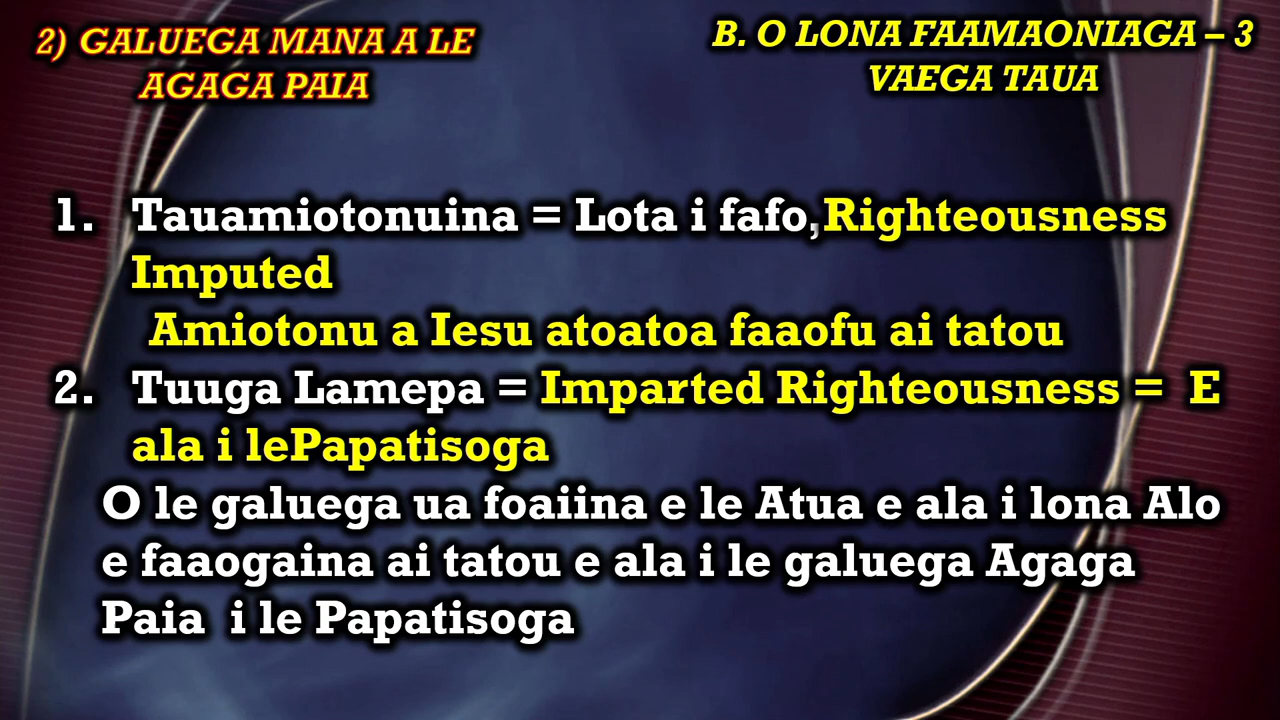 2) GALUEGA MANA A LE
AGAGA PAIA
B. O LONA FAAMAONIAGA – 3
VAEGA TAUA
1. Tauamiotonuina = Lota i fafo,Righteousness
Imputed
Amiotonu a Iesu atoatoa faaofu ai tatou
2. Tuuga Lamepa = Imparted Righteousness = E
ala i lePapatisoga
O le galuega ua foaiina e le Atua e ala i lona Alo
e faaogaina ai tatou e ala i le galuega Agaga
Paia i le Papatisoga